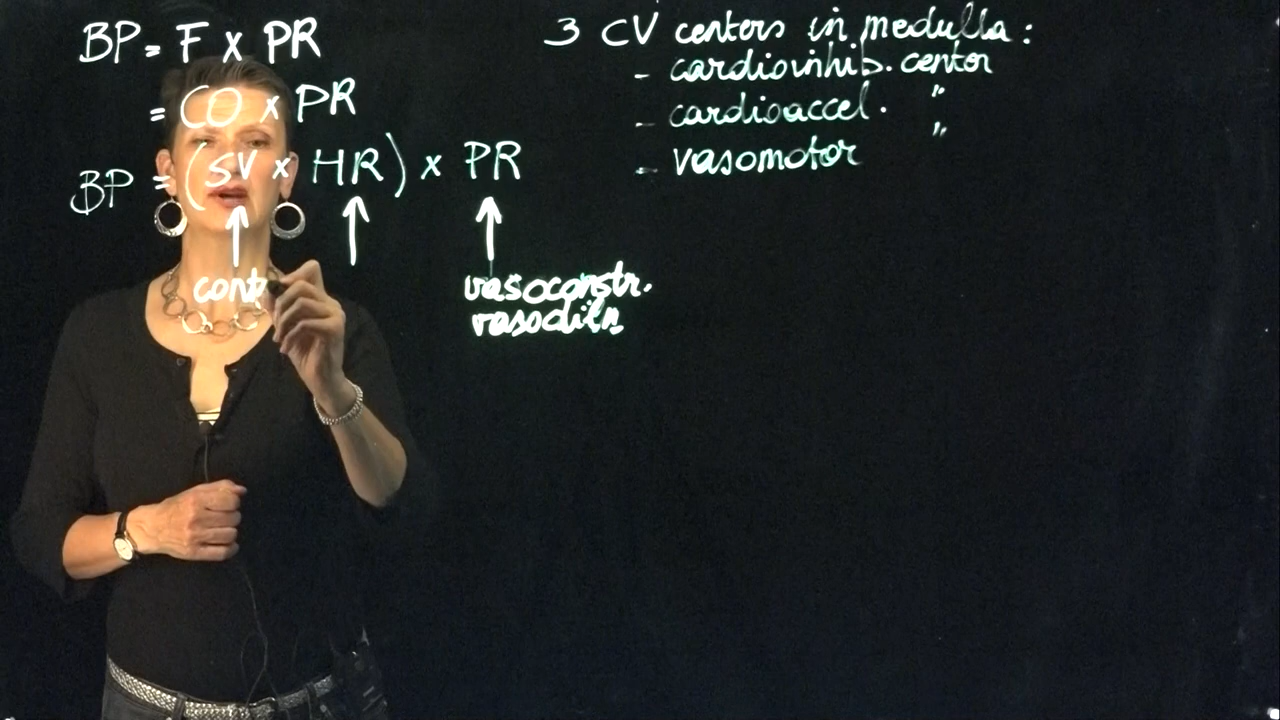 BP = F x PR
= CO x PR
BP = (SV x HR) x PR
cont
vasoconstr.
vasodil
3 CV centers in medulla:
- cardioinhib. center
- cardioaccel. "
- vasomotor "